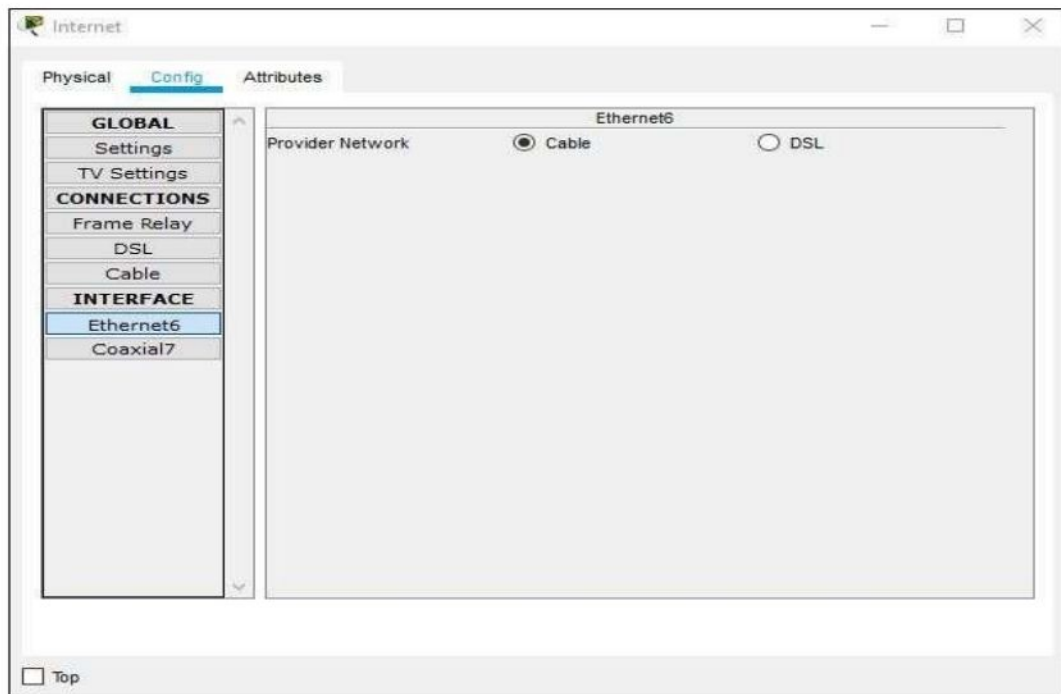 Internet
Physical Config Attributes
GLOBAL
Settings
TV Settings
CONNECTIONS
Frame Relay
DSL
Cable
INTERFACE
Ethernet6
Coaxial7
Ethernet6
Provider Network Cable DSL
Top